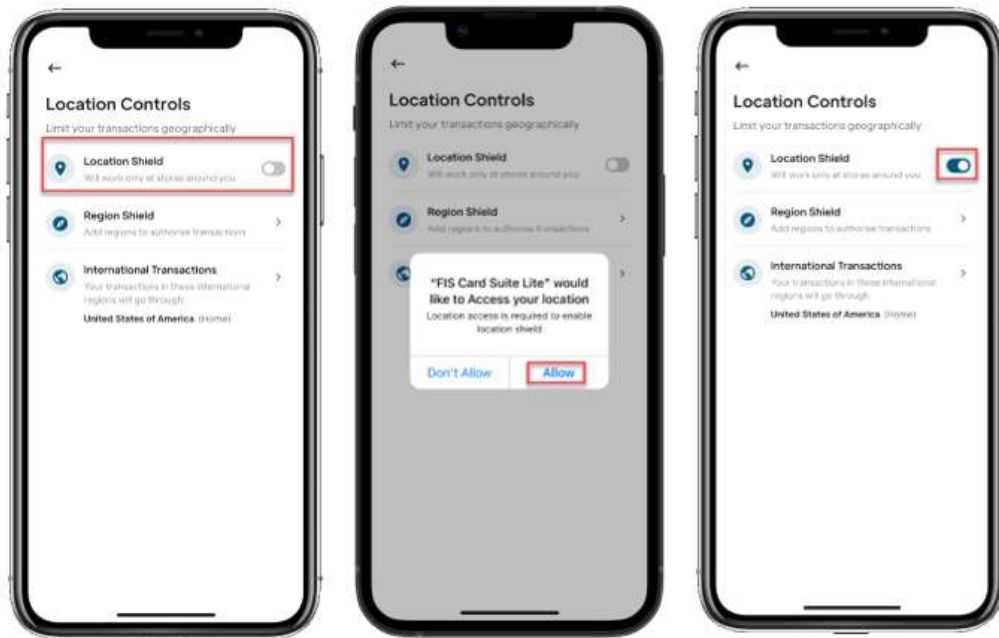 Location Controls
Limit your transactions geographically
Location Shield
Will work only at stores around you
Region Shield
Add regions to authorise transactions
International Transactions
Your transactions in these international
regions will go through:
United States of America (Home)
Location Controls
Limit your transactions geographically
Location Shield
Will work only at stores around you
Region Shield
Add regions to authorise transactions
"FIS Card Suite Lite" would
like to Access your location
Location access is required to enable
location shield
Don't Allow
Allow
Location Controls
Limit your transactions geographically
Location Shield
Will work only at stores around you
Region Shield
Add regions to authorise transactions
International Transactions
Your transactions in these international
regions will go through:
United States of America (Home)